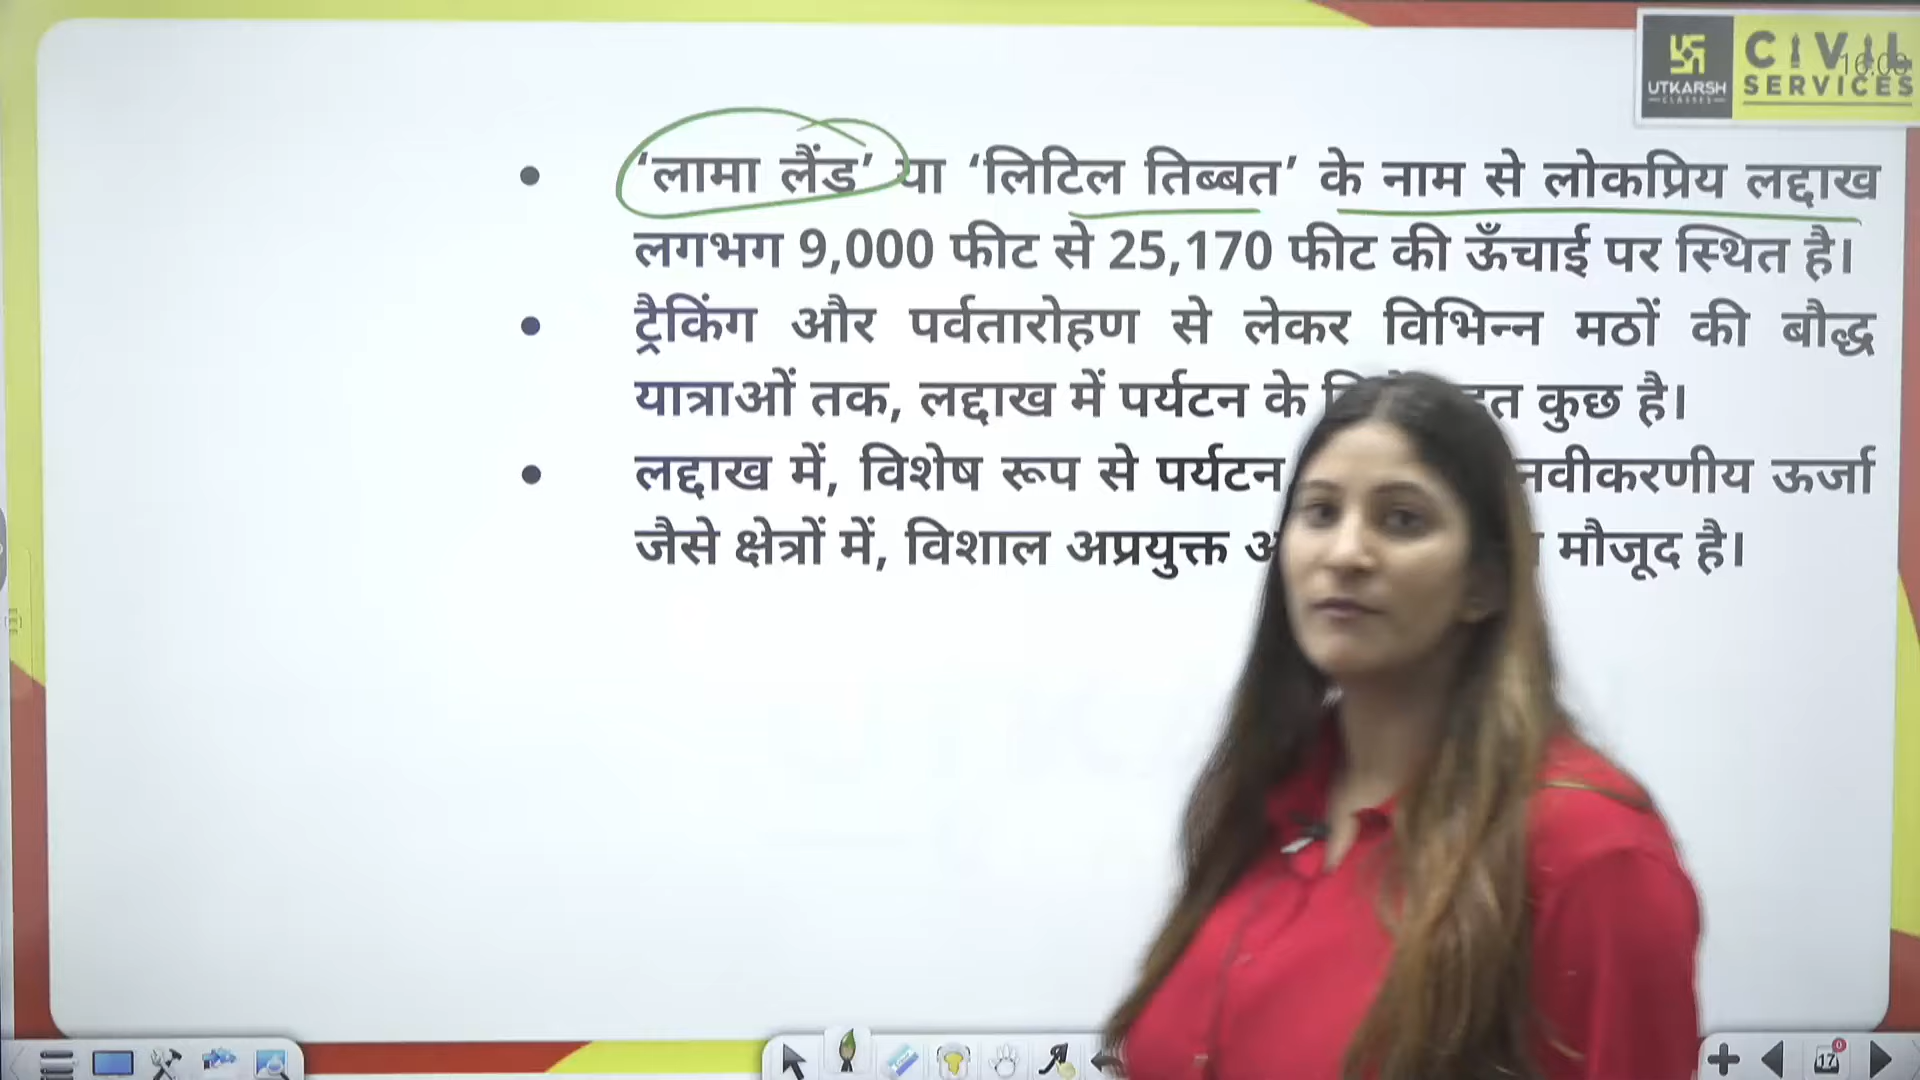 UTKARSH
CLASSES
CIVIL
SERVICES
• ‘लामा लैंड’ या ‘लिटिल तिब्बत’ के नाम से लोकप्रिय लद्दाख
लगभग 9,000 फीट से 25,170 फीट की ऊँचाई पर स्थित है।
• ट्रैकिंग और पर्वतारोहण से लेकर विभिन्न मठों की बौद्ध
यात्राओं तक, लद्दाख में पर्यटन के कुछ है।
• लद्दाख में, विशेष रूप से पर्यटन नवीकरणीय ऊर्जा
जैसे क्षेत्रों में, विशाल अप्रयुक्त मौजूद है।
17